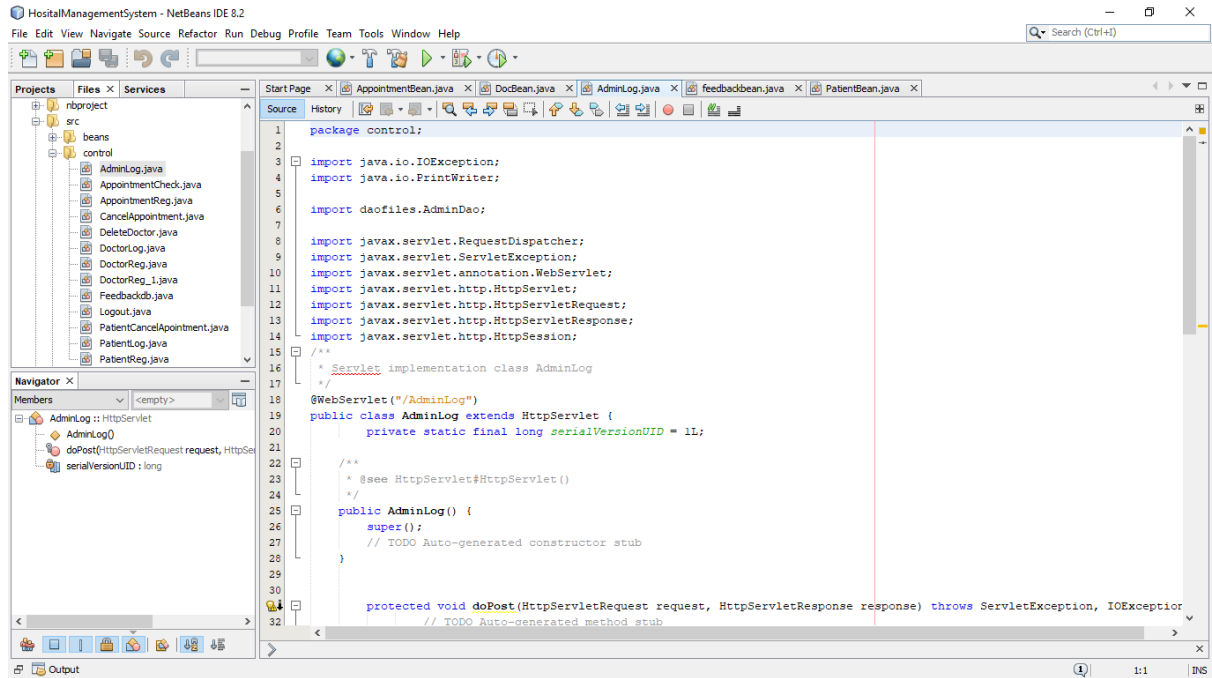 HositalManagementSystem - NetBeans IDE 8.2
File Edit View Navigate Source Refactor Run Debug Profile Team Tools Window Help
Search (Ctrl+I)
Projects Files Services
nbproject
src
beans
control
AdminLog.java
AppointmentCheck.java
AppointmentReg.java
CancelAppointment.java
DeleteDoctor.java
DoctorLog.java
DoctorReg.java
DoctorReg_1.java
Feedbackdb.java
Logout.java
PatientCancelApointment.java
PatientLog.java
PatientReg.java
Navigator
Members <empty>
AdminLog :: HttpServlet
AdminLog()
doPost(HttpServletRequest request, HttpSer
serialVersionUID : long
Start Page AppointmentBean.java DocBean.java AdminLog.java feedbackbean.java PatientBean.java
Source History
1 package control;
2
3 import java.io.IOException;
4 import java.io.PrintWriter;
5
6 import daofiles.AdminDao;
7
8 import javax.servlet.RequestDispatcher;
9 import javax.servlet.ServletException;
10 import javax.servlet.annotation.WebServlet;
11 import javax.servlet.http.HttpServlet;
12 import javax.servlet.http.HttpServletRequest;
13 import javax.servlet.http.HttpServletResponse;
14 import javax.servlet.http.HttpSession;
15 /**
16 * Servlet implementation class AdminLog
17 */
18 @WebServlet("/AdminLog")
19 public class AdminLog extends HttpServlet {
20 private static final long serialVersionUID = 1L;
21
22 /**
23 * @see HttpServlet#HttpServlet()
24 */
25 public AdminLog() {
26 super();
27 // TODO Auto-generated constructor stub
28 }
29
30
protected void doPost(HttpServletRequest request, HttpServletResponse response) throws ServletException, IOException
32 // TODO Auto-generated method stub
Output
1 1:1 INS